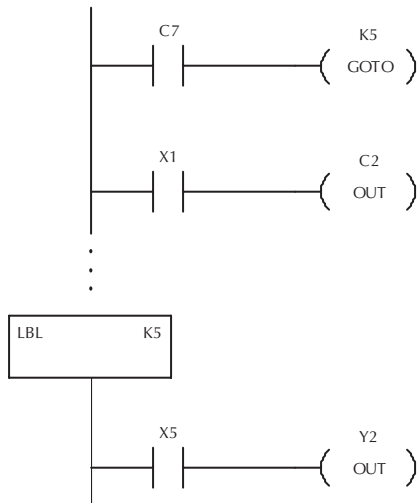 C7 K5
GOTO
X1 C2
OUT
LBL K5
X5 Y2
OUT